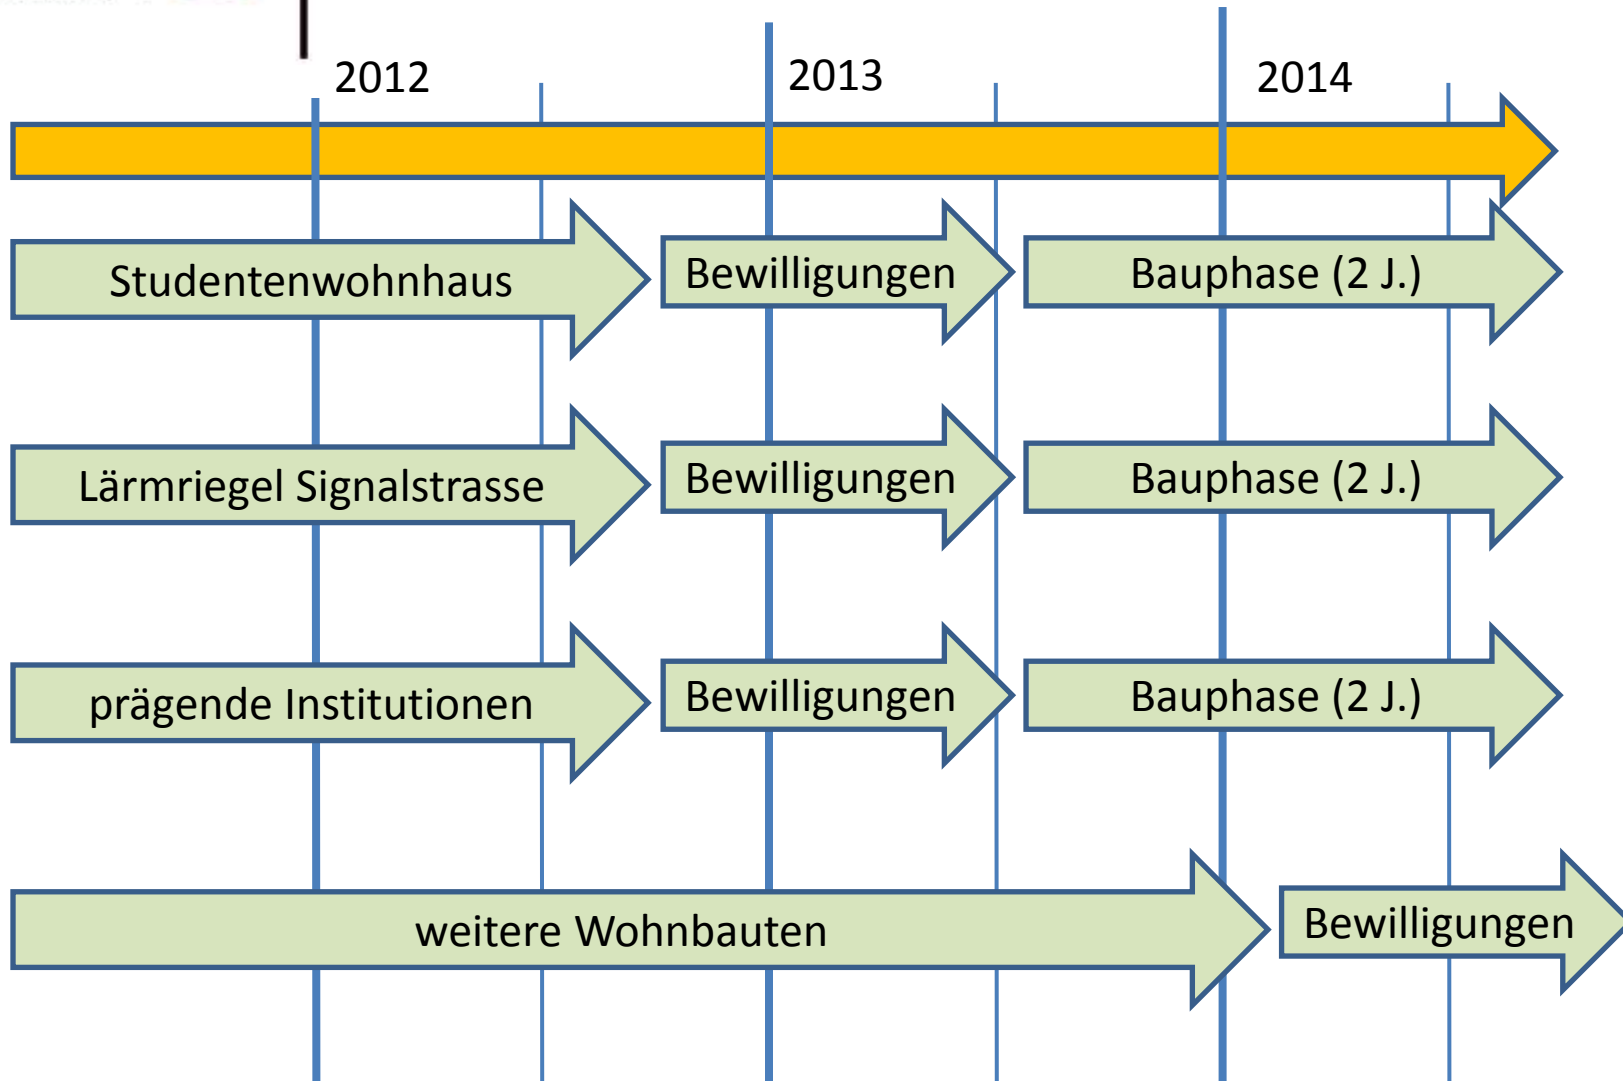 2012
2013
2014
Studentenwohnhaus
Bewilligungen
Bauphase (2 J.)
Lärmriegel Signalstrasse
Bewilligungen
Bauphase (2 J.)
prägende Institutionen
Bewilligungen
Bauphase (2 J.)
weitere Wohnbauten
Bewilligungen